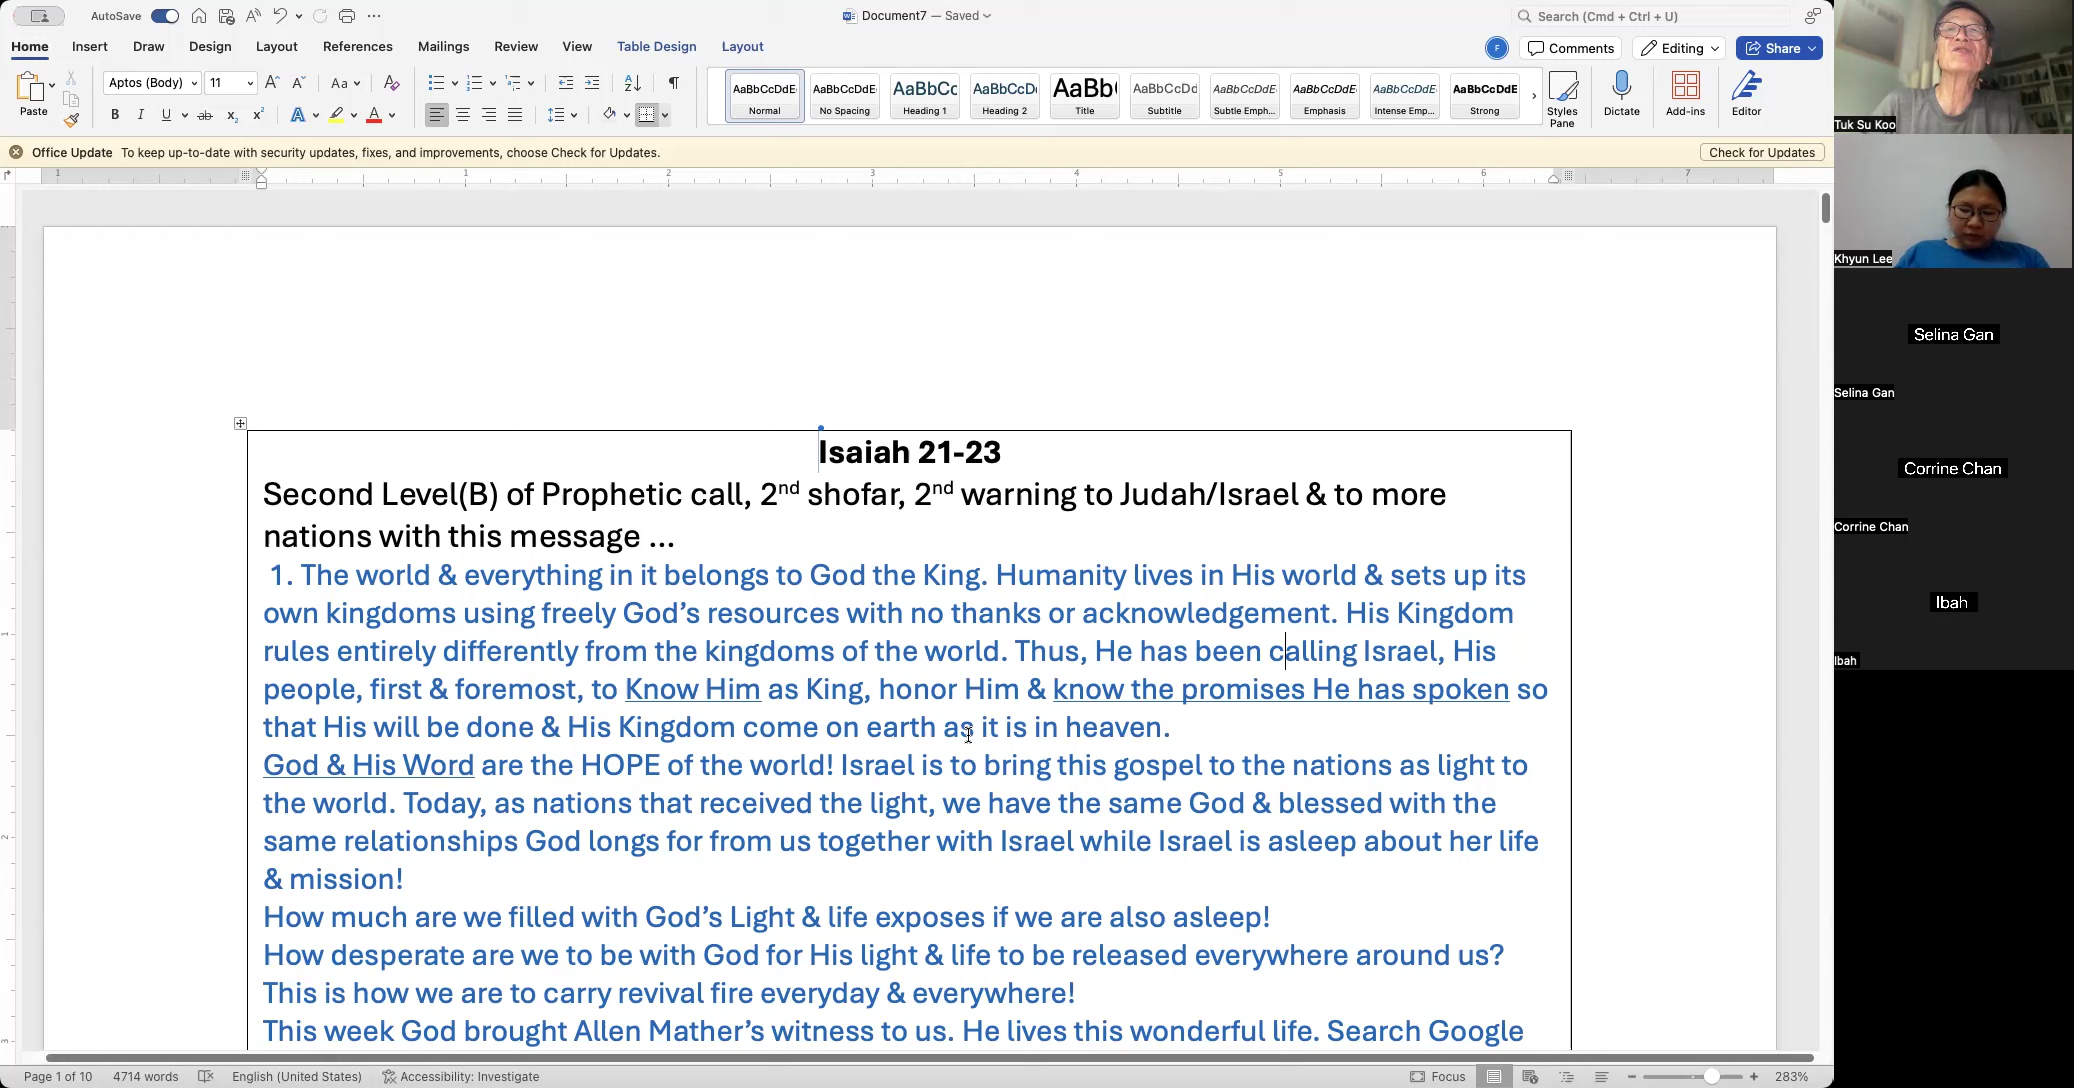 AutoSave
Document7 — Saved
Search (Cmd + Ctrl + U)
Home Insert Draw Design Layout References Mailings Review View Table Design Layout
F Comments Editing Share
Paste
Aptos (Body) 11
AaBbCcDdE AaBbCcDdE AaBbCc AaBbCcD AaBb( AaBbCcDd AaBbCcDdE AaBbCcDdE AaBbCcDdE AaBbCcDdE
Normal No Spacing Heading 1 Heading 2 Title Subtitle Subtle Emph... Emphasis Intense Emp... Strong
Styles Pane
Dictate
Add-ins
Editor
Office Update To keep up-to-date with security updates, fixes, and improvements, choose Check for Updates. Check for Updates
1 1 2 3 4 5 6 7
Isaiah 21-23
Second Level(B) of Prophetic call, 2nd shofar, 2nd warning to Judah/Israel & to more
nations with this message ...
1. The world & everything in it belongs to God the King. Humanity lives in His world & sets up its
own kingdoms using freely God’s resources with no thanks or acknowledgement. His Kingdom
rules entirely differently from the kingdoms of the world. Thus, He has been calling Israel, His
people, first & foremost, to Know Him as King, honor Him & know the promises He has spoken so
that His will be done & His Kingdom come on earth as it is in heaven.
God & His Word are the HOPE of the world! Israel is to bring this gospel to the nations as light to
the world. Today, as nations that received the light, we have the same God & blessed with the
same relationships God longs for from us together with Israel while Israel is asleep about her life
& mission!
How much are we filled with God’s Light & life exposes if we are also asleep!
How desperate are we to be with God for His light & life to be released everywhere around us?
This is how we are to carry revival fire everyday & everywhere!
This week God brought Allen Mather’s witness to us. He lives this wonderful life. Search Google
Page 1 of 10 4714 words English (United States) Accessibility: Investigate Focus 283%
Tuk Su Koo
Khyun Lee
Selina Gan
Selina Gan
Corrine Chan
Corrine Chan
Ibah
Ibah